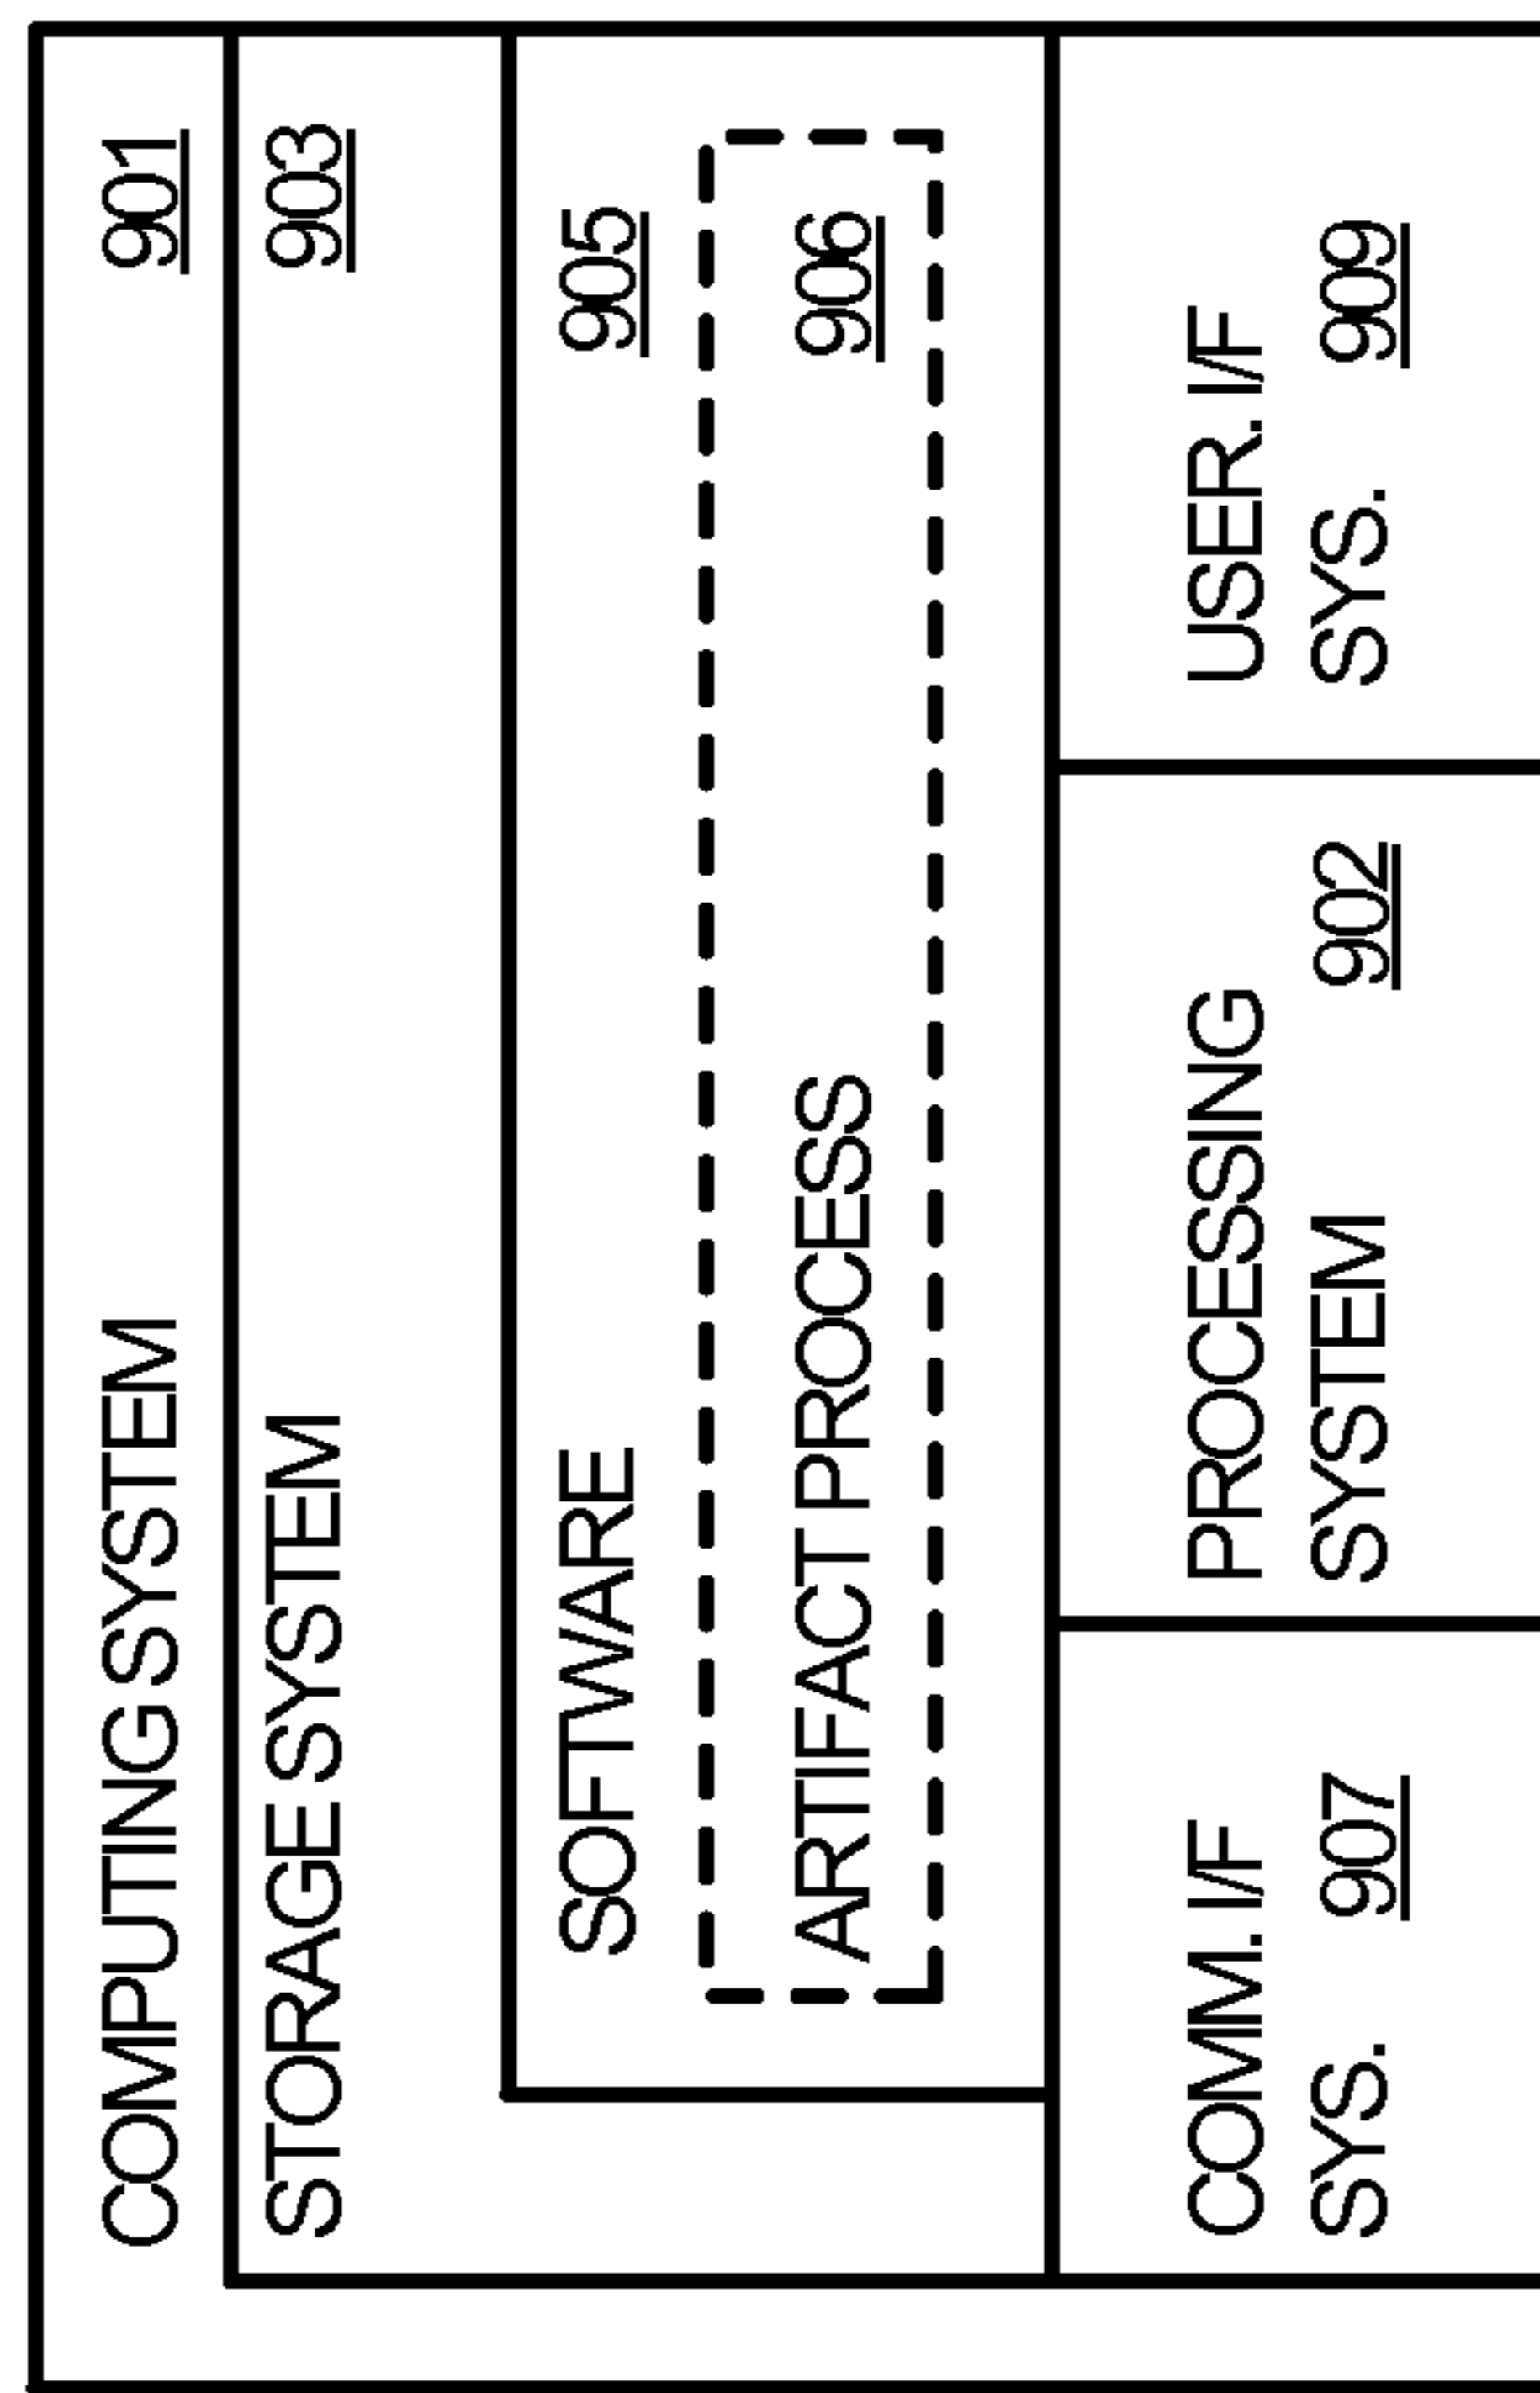 COMPUTING SYSTEM 901
STORAGE SYSTEM 903
SOFTWARE 905
ARTIFACT PROCESS 906
COMM. I/F
SYS. 907
PROCESSING
SYSTEM 902
USER. I/F
SYS. 909